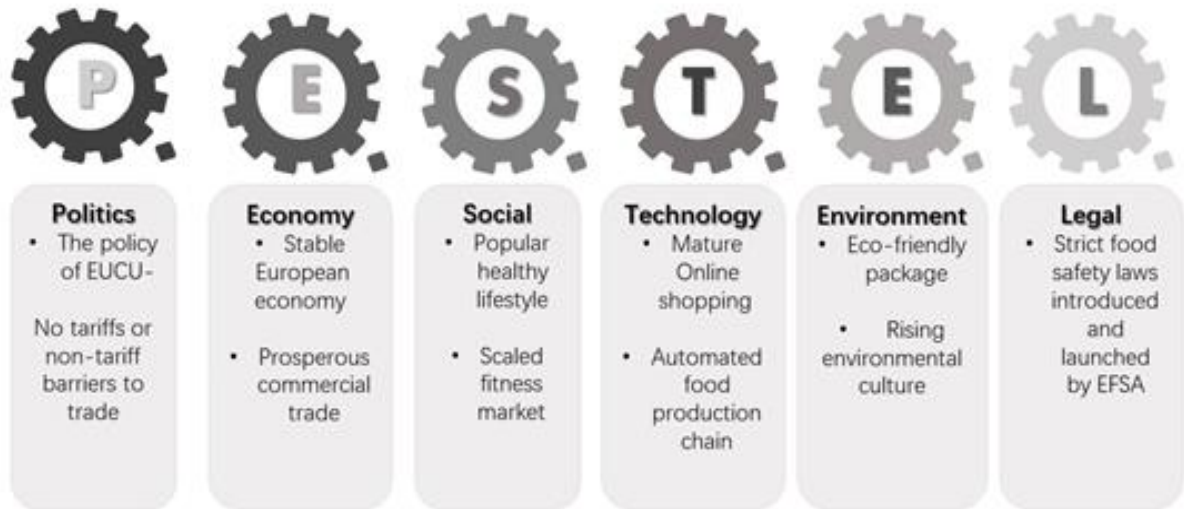 P
E
S
T
E
L
Politics
• The policy
of EUCU-
No tariffs or
non-tariff
barriers to
trade
Economy
• Stable
European
economy
• Prosperous
commercial
trade
Social
• Popular
healthy
lifestyle
• Scaled
fitness
market
Technology
• Mature
Online
shopping
• Automated
food
production
chain
Environment
• Eco-friendly
package
• Rising
environmental
culture
Legal
• Strict food
safety laws
introduced
and
launched
by EFSA